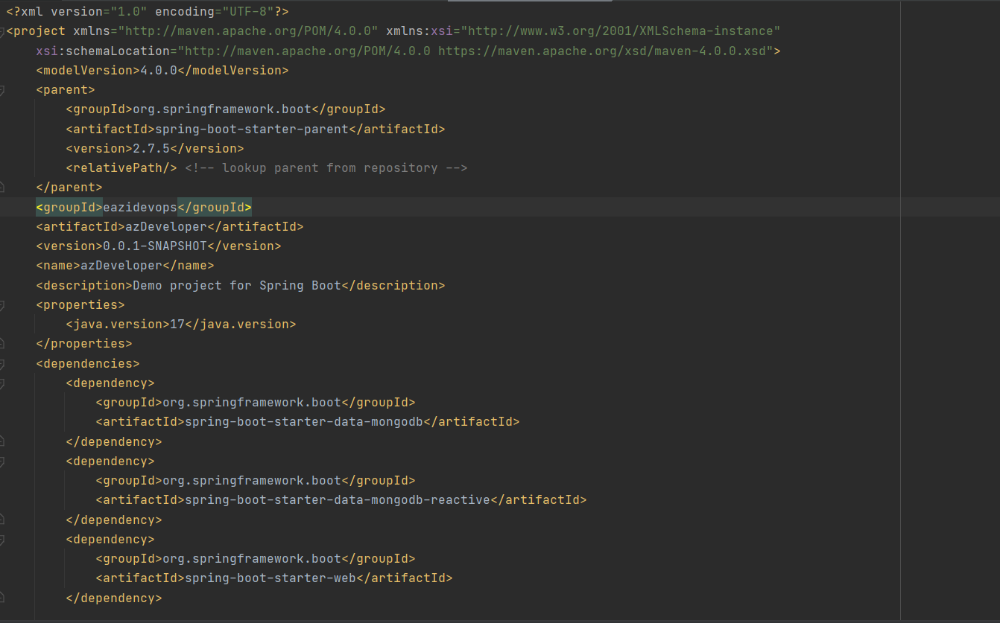 <?xml version="1.0" encoding="UTF-8"?>
<project xmlns="http://maven.apache.org/POM/4.0.0" xmlns:xsi="http://www.w3.org/2001/XMLSchema-instance"
    xsi:schemaLocation="http://maven.apache.org/POM/4.0.0 https://maven.apache.org/xsd/maven-4.0.0.xsd">
    <modelVersion>4.0.0</modelVersion>
    <parent>
        <groupId>org.springframework.boot</groupId>
        <artifactId>spring-boot-starter-parent</artifactId>
        <version>2.7.5</version>
        <relativePath/> <!-- lookup parent from repository -->
    </parent>
    <groupId>eazidevops</groupId>
    <artifactId>azDeveloper</artifactId>
    <version>0.0.1-SNAPSHOT</version>
    <name>azDeveloper</name>
    <description>Demo project for Spring Boot</description>
    <properties>
        <java.version>17</java.version>
    </properties>
    <dependencies>
        <dependency>
            <groupId>org.springframework.boot</groupId>
            <artifactId>spring-boot-starter-data-mongodb</artifactId>
        </dependency>
        <dependency>
            <groupId>org.springframework.boot</groupId>
            <artifactId>spring-boot-starter-data-mongodb-reactive</artifactId>
        </dependency>
        <dependency>
            <groupId>org.springframework.boot</groupId>
            <artifactId>spring-boot-starter-web</artifactId>
        </dependency>